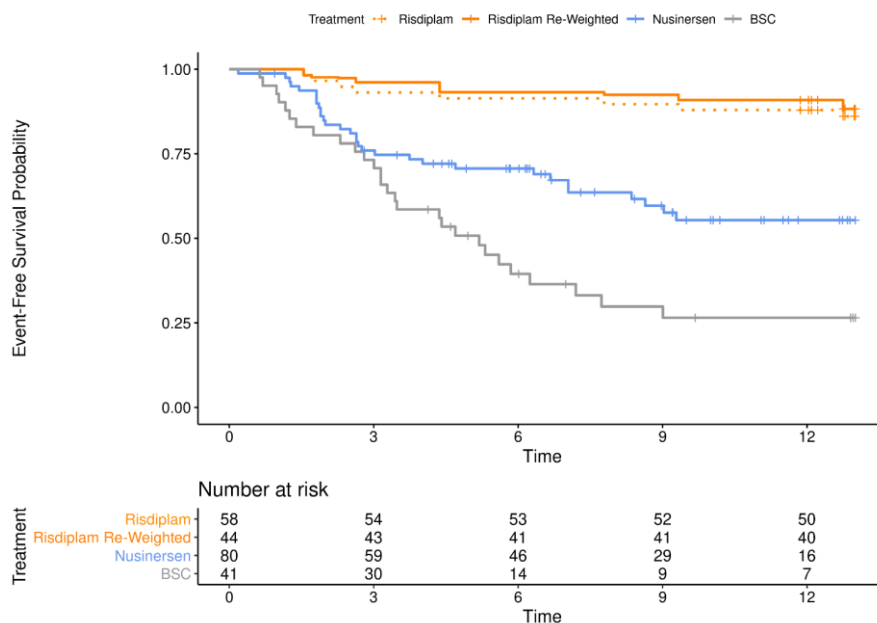 Treatment Risdiplam Risdiplam Re-Weighted Nusinersen BSC
Event-Free Survival Probability
1.00
0.75
0.50
0.25
0.00
0 3 6 9 12
Time
Number at risk
Treatment
Risdiplam 58 54 53 52 50
Risdiplam Re-Weighted 44 43 41 41 40
Nusinersen 80 59 46 29 16
BSC 41 30 14 9 7
0 3 6 9 12
Time